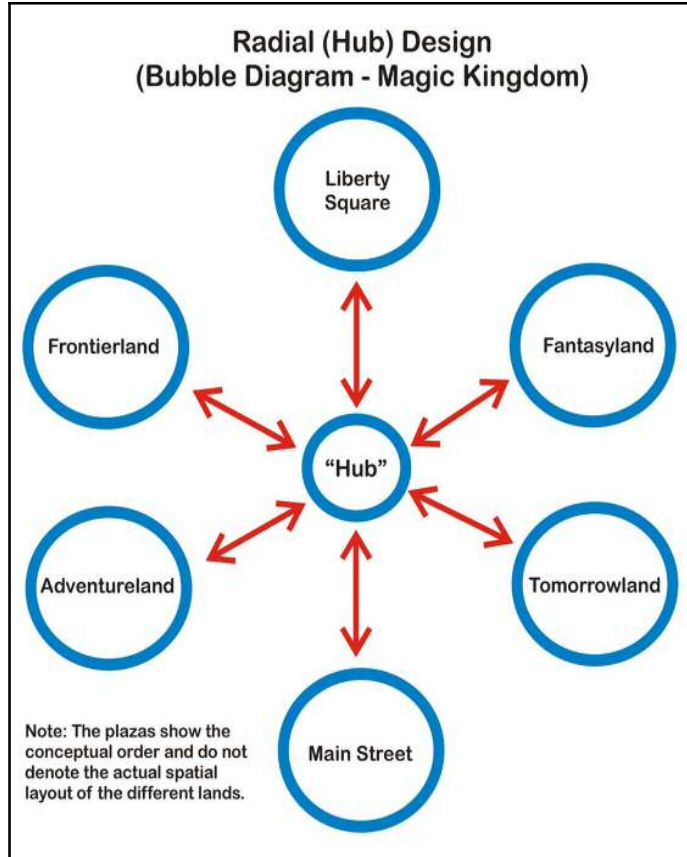 Radial (Hub) Design
(Bubble Diagram - Magic Kingdom)
Liberty
Square
Frontierland
Fantasyland
“Hub”
Adventureland
Tomorrowland
Main Street
Note: The plazas show the
conceptual order and do not
denote the actual spatial
layout of the different lands.